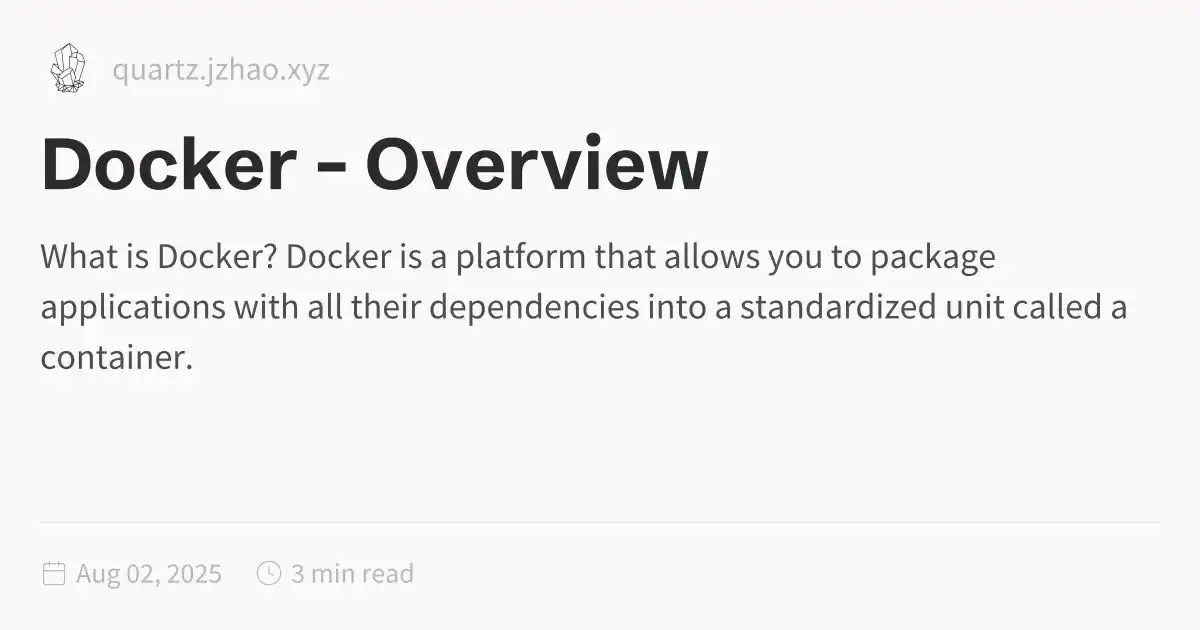 quartz.jzhao.xyz
Docker - Overview
What is Docker? Docker is a platform that allows you to package
applications with all their dependencies into a standardized unit called a
container.
Aug 02, 2025 3 min read